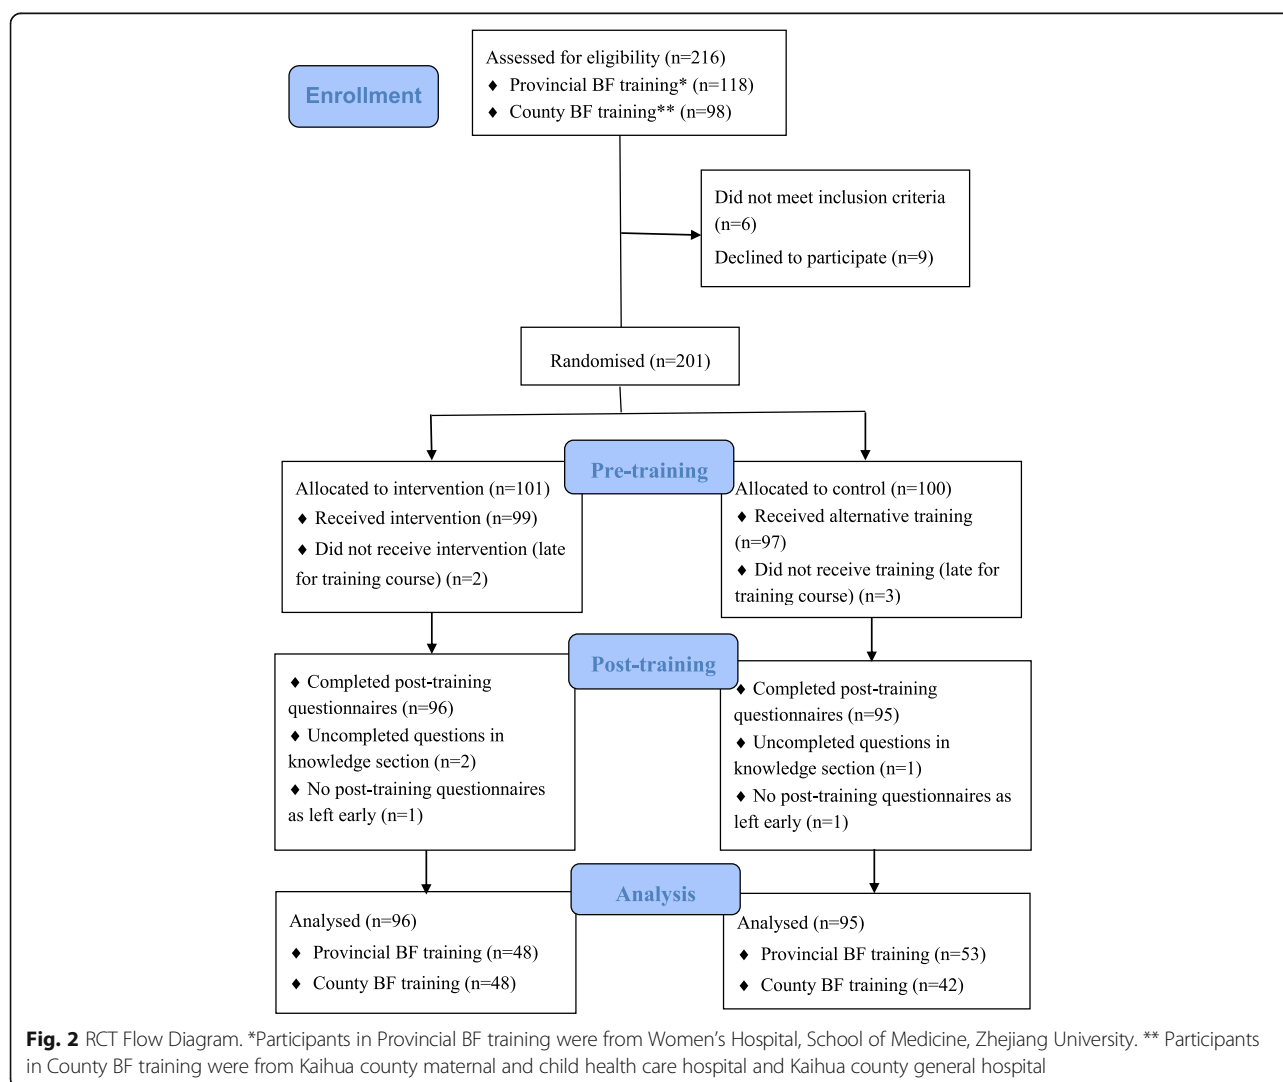 Enrollment
Assessed for eligibility (n=216)
♦ Provincial BF training* (n=118)
♦ County BF training** (n=98)
Did not meet inclusion criteria
(n=6)
Declined to participate (n=9)
Randomised (n=201)
Pre-training
Allocated to intervention (n=101)
♦ Received intervention (n=99)
♦ Did not receive intervention (late
for training course) (n=2)
Allocated to control (n=100)
♦ Received alternative training
(n=97)
♦ Did not receive training (late for
training course) (n=3)
Post-training
♦ Completed post-training
questionnaires (n=96)
♦ Uncompleted questions in
knowledge section (n=2)
♦ No post-training questionnaires
as left early (n=1)
♦ Completed post-training
questionnaires (n=95)
♦ Uncompleted questions in
knowledge section (n=1)
♦ No post-training questionnaires as
left early (n=1)
Analysis
Analysed (n=96)
♦ Provincial BF training (n=48)
♦ County BF training (n=48)
Analysed (n=95)
♦ Provincial BF training (n=53)
♦ County BF training (n=42)
Fig. 2 RCT Flow Diagram. *Participants in Provincial BF training were from Women's Hospital, School of Medicine, Zhejiang University. ** Participants
in County BF training were from Kaihua county maternal and child health care hospital and Kaihua county general hospital